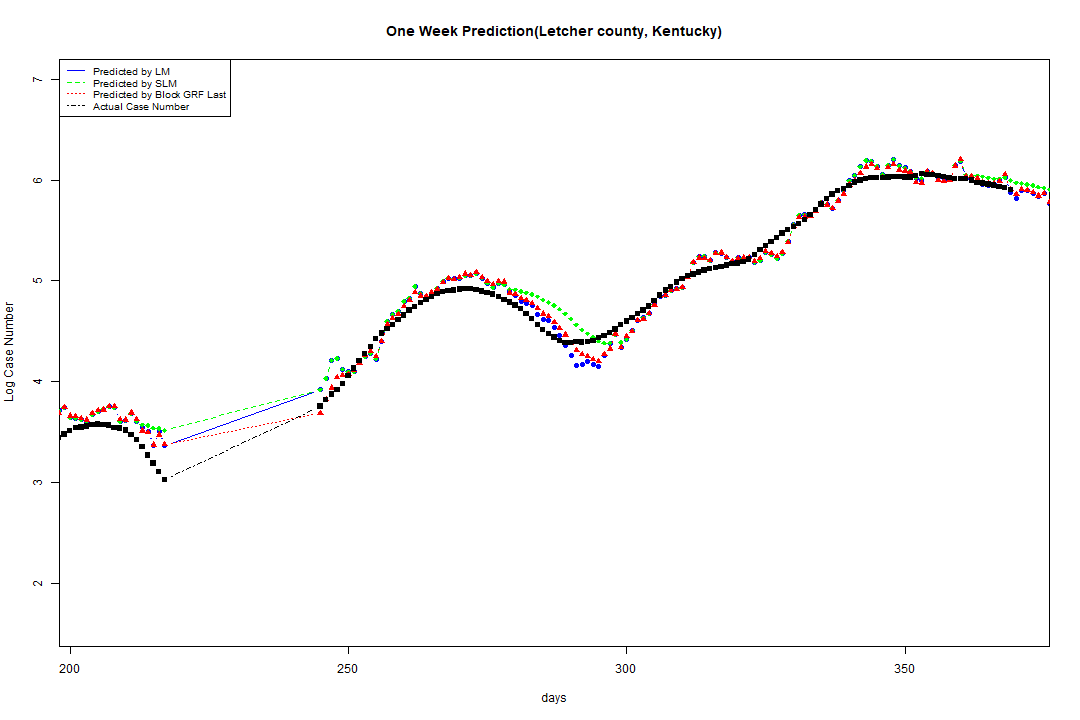 One Week Prediction(Letcher county, Kentucky)
Predicted by LM
Predicted by SLM
Predicted by Block GRF Last
Actual Case Number
7
6
5
4
3
2
Log Case Number
200
250
300
350
days